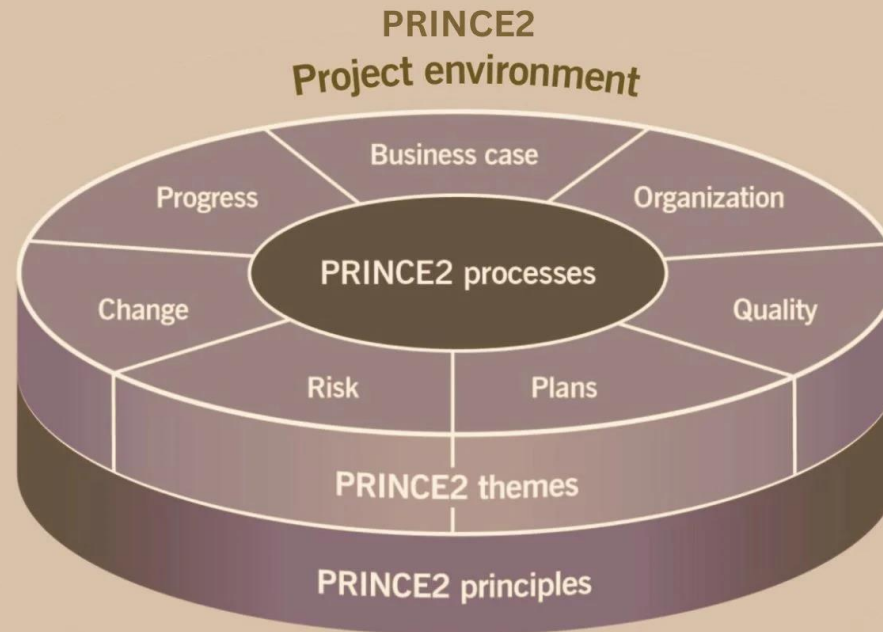 PRINCE2
Project environment
Business case
Progress
Organization
PRINCE2 processes
Change
Quality
Risk
Plans
PRINCE2 themes
PRINCE2 principles